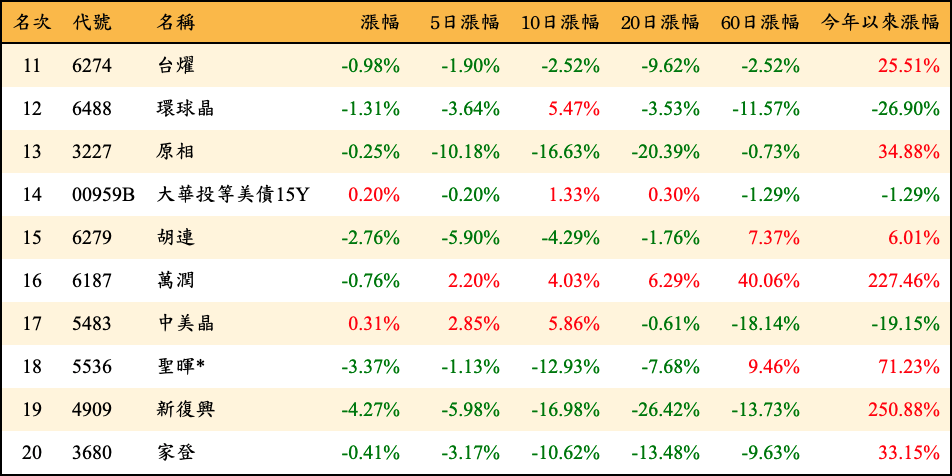 名次 代號 名稱 漲幅 5日漲幅 10日漲幅 20日漲幅 60日漲幅 今年以來漲幅
11 6274 台燿 -0.98% -1.90% -2.52% -9.62% -2.52% 25.51%
12 6488 環球晶 -1.31% -3.64% 5.47% -3.53% -11.57% -26.90%
13 3227 原相 -0.25% -10.18% -16.63% -20.39% -0.73% 34.88%
14 00959B 大華投等美債15Y 0.20% -0.20% 1.33% 0.30% -1.29% -1.29%
15 6279 胡連 -2.76% -5.90% -4.29% -1.76% 7.37% 6.01%
16 6187 萬潤 -0.76% 2.20% 4.03% 6.29% 40.06% 227.46%
17 5483 中美晶 0.31% 2.85% 5.86% -0.61% -18.14% -19.15%
18 5536 聖暉* -3.37% -1.13% -12.93% -7.68% 9.46% 71.23%
19 4909 新復興 -4.27% -5.98% -16.98% -26.42% -13.73% 250.88%
20 3680 家登 -0.41% -3.17% -10.62% -13.48% -9.63% 33.15%